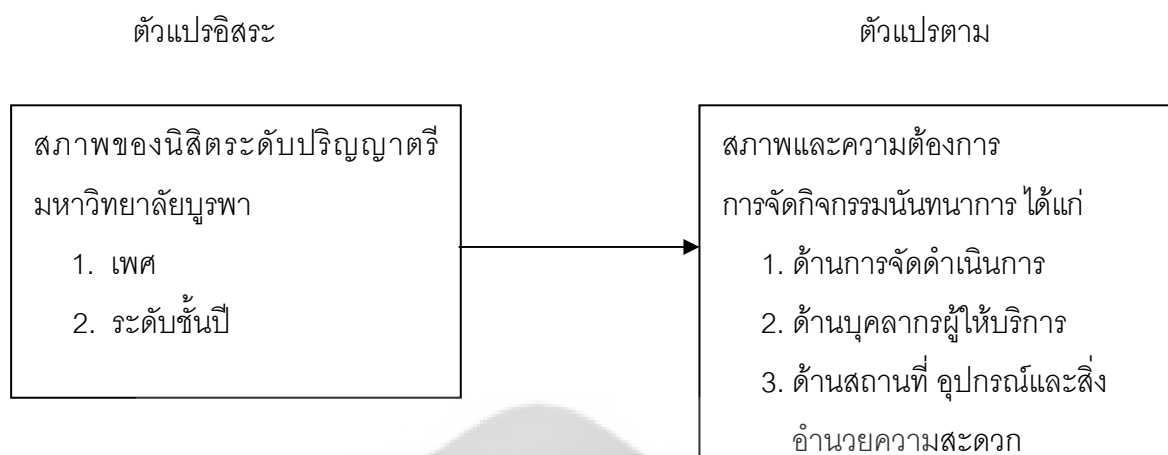 ตัวแปรอิสระ
ตัวแปรตาม
สภาพของนิสิตระดับปริญญาตรี
มหาวิทยาลัยบูรพา
1. เพศ
2. ระดับชั้นปี
สภาพและความต้องการ
การจัดกิจกรรมนันทนาการ ได้แก่
1. ด้านการจัดดำเนินการ
2. ด้านบุคลากรผู้ให้บริการ
3. ด้านสถานที่ อุปกรณ์และสิ่ง
อำนวยความสะดวก